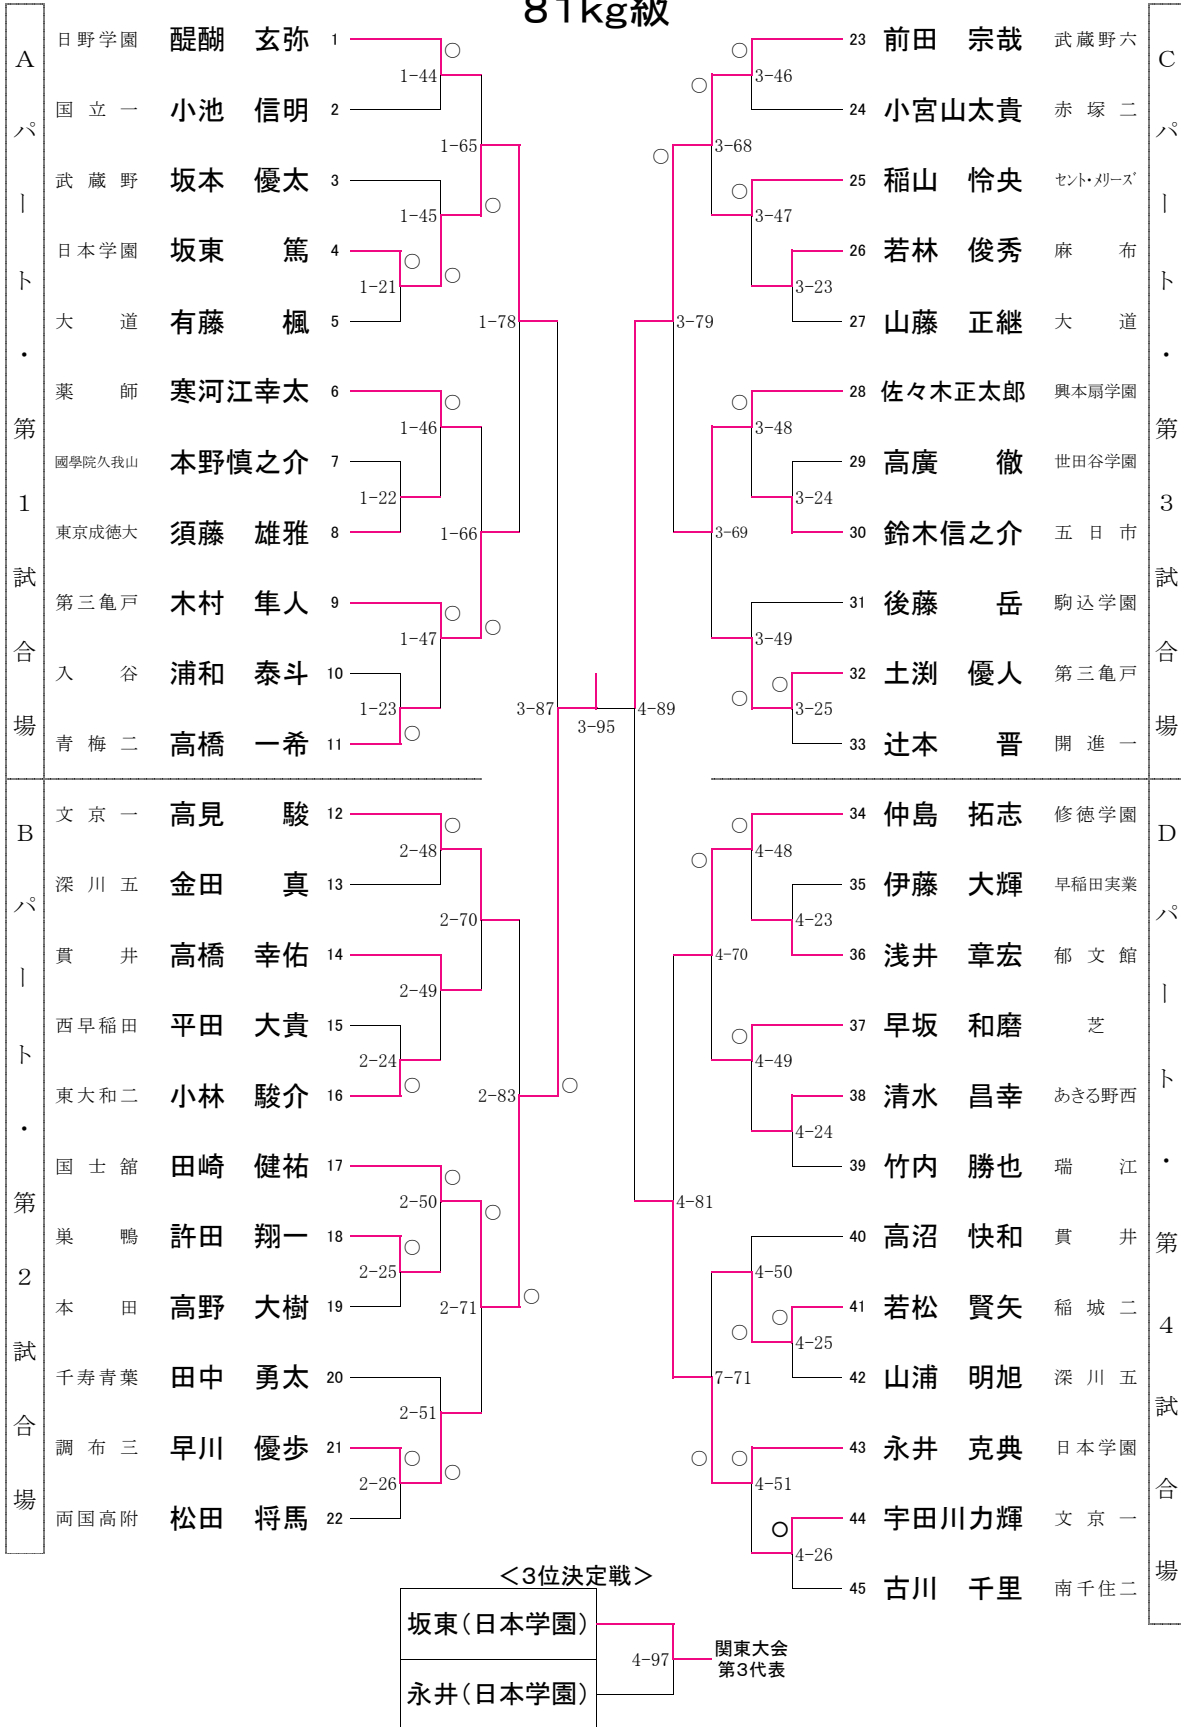 81kg級
Aパート・第1試合場
日野学園 醍醐 玄弥 1
国立一 小池 信明 2
武蔵野 坂本 優太 3
日本学園 坂東 篤 4
大道 有藤 楓 5
薬師 寒河江幸太 6
國學院久我山 本野慎之介 7
東京成徳大 須藤 雄雅 8
第三亀戸 木村 隼人 9
入谷 浦和 泰斗 10
青梅二 高橋 一希 11
1-44
1-65
1-45
1-21
1-78
1-46
1-22
1-66
1-47
1-23
Bパート・第2試合場
文京一 高見 駿 12
深川五 金田 真 13
貫井 高橋 幸佑 14
西早稲田 平田 大貴 15
東大和二 小林 駿介 16
国士舘 田崎 健祐 17
巣鴨 許田 翔一 18
本田 高野 大樹 19
千寿青葉 田中 勇太 20
調布三 早川 優歩 21
両国高附 松田 将馬 22
2-48
2-70
2-49
2-24
2-83
2-50
2-25
2-71
2-51
2-26
3-87
3-95
4-89
Cパート・第3試合場
23 前田 宗哉 武蔵野六
24 小宮山太貴 赤塚二
25 稲山 怜央 セント・メリーズ
26 若林 俊秀 麻布
27 山藤 正継 大道
28 佐々木正太郎 興本扇学園
29 高廣 徹 世田谷学園
30 鈴木信之介 五日市
31 後藤 岳 駒込学園
32 土渕 優人 第三亀戸
33 辻本 晋 開進一
3-46
3-68
3-47
3-23
3-79
3-48
3-24
3-69
3-49
3-25
Dパート・第4試合場
34 仲島 拓志 修徳学園
35 伊藤 大輝 早稲田実業
36 浅井 章宏 郁文館
37 早坂 和磨 芝
38 清水 昌幸 あきる野西
39 竹内 勝也 瑞江
40 高沼 快和 貫井
41 若松 賢矢 稲城二
42 山浦 明旭 深川五
43 永井 克典 日本学園
44 宇田川力輝 文京一
45 古川 千里 南千住二
4-48
4-23
4-70
4-49
4-24
4-81
4-50
4-25
7-71
4-51
4-26
＜3位決定戦＞
坂東(日本学園)
永井(日本学園)
4-97
関東大会
第3代表